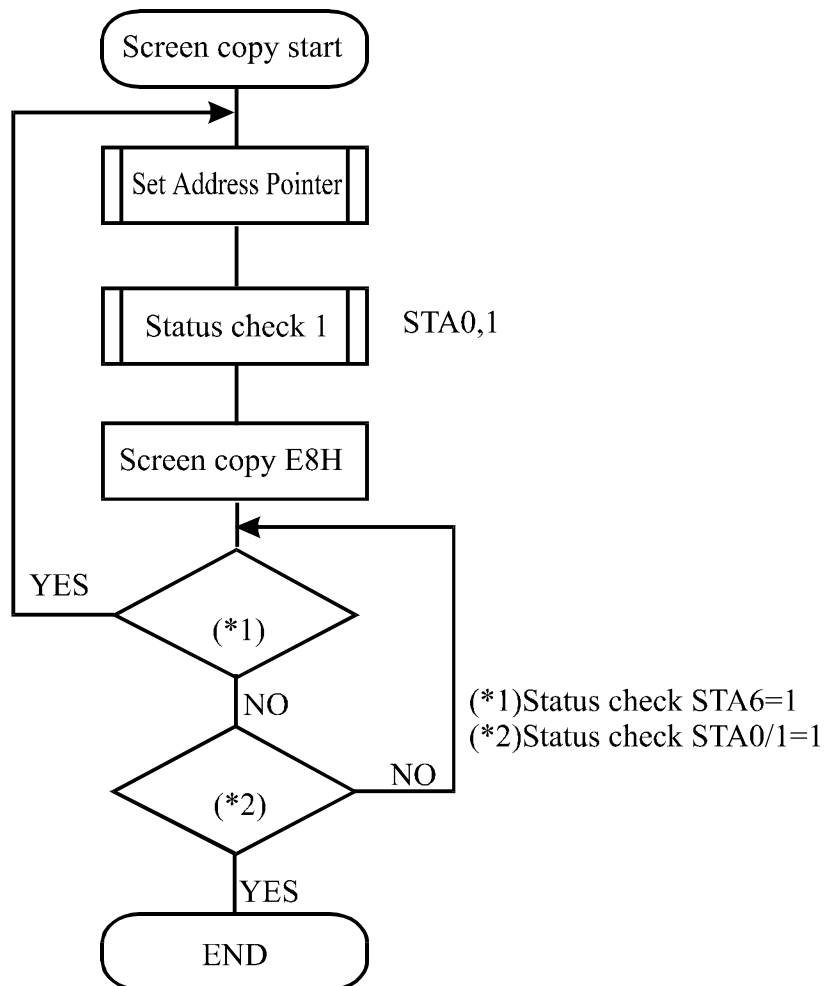 Screen copy start
Set Address Pointer
Status check 1
STA0,1
Screen copy E8H
YES
(*1)
NO
(*1)Status check STA6=1
(*2)Status check STA0/1=1
NO
(*2)
YES
END